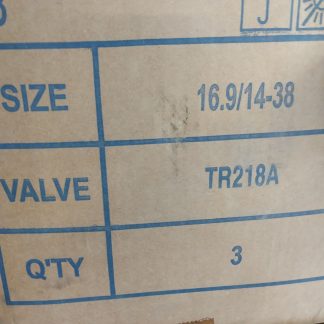 J
SIZE 16.9/14-38
VALVE TR218A
Q'TY 3